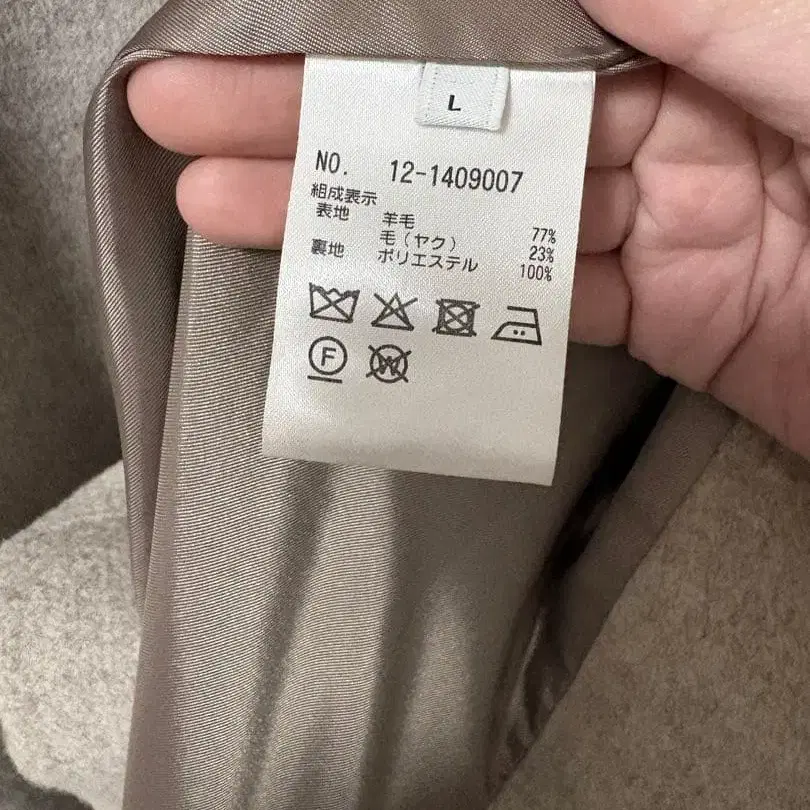 L
NO. 12-1409007
組成表示
表地 羊毛 77%
毛(ヤク) 23%
裏地 ポリエステル 100%
F
W